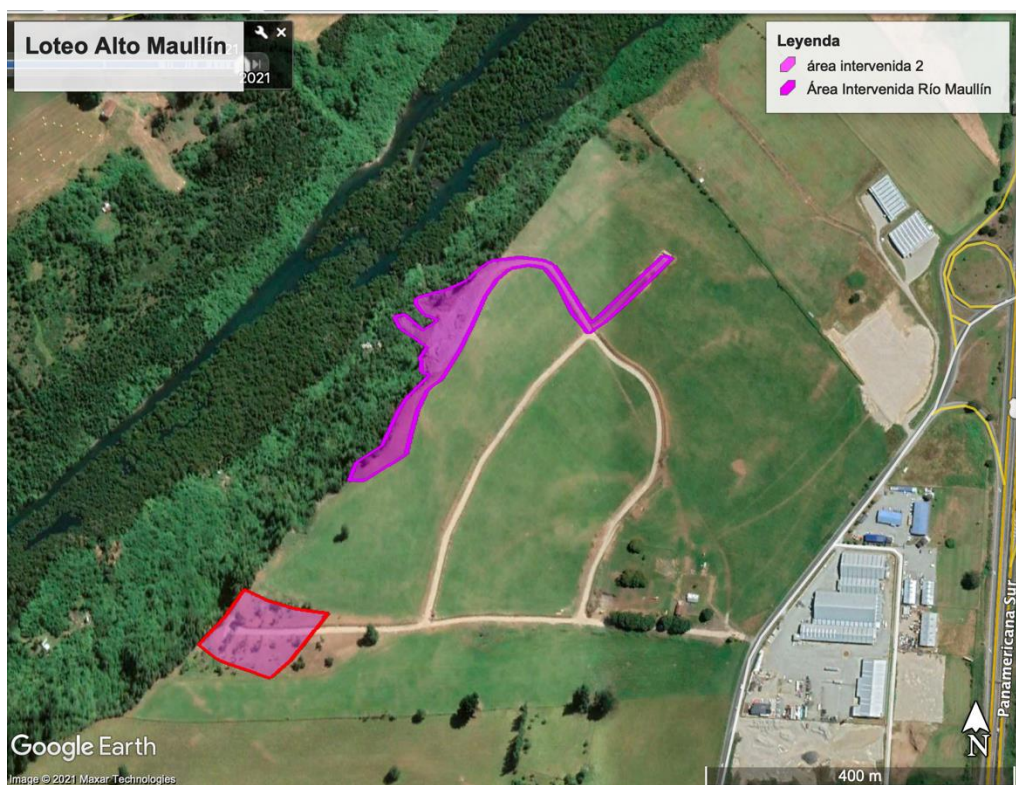 Loteo Alto Maullín
2021
Leyenda
área intervenida 2
Área Intervenida Río Maullín
Panamericana Sur
N
Google Earth
Image © 2021 Maxar Technologies
400 m